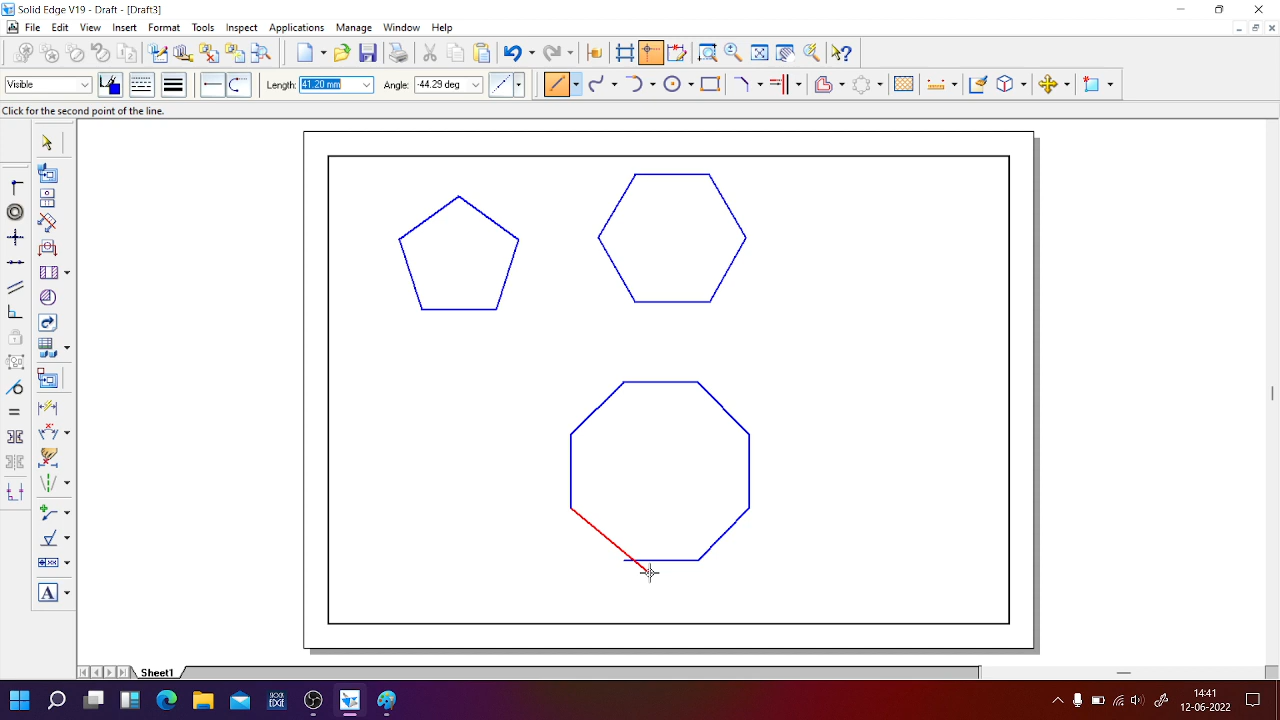 Solid Edge V19 - Draft - [Draft3]
File Edit View Insert Format Tools Inspect Applications Manage Window Help
Visible Length: 41.20 mm Angle: -44.29 deg
Click for the second point of the line.
A
Sheet1
14:41
12-06-2022